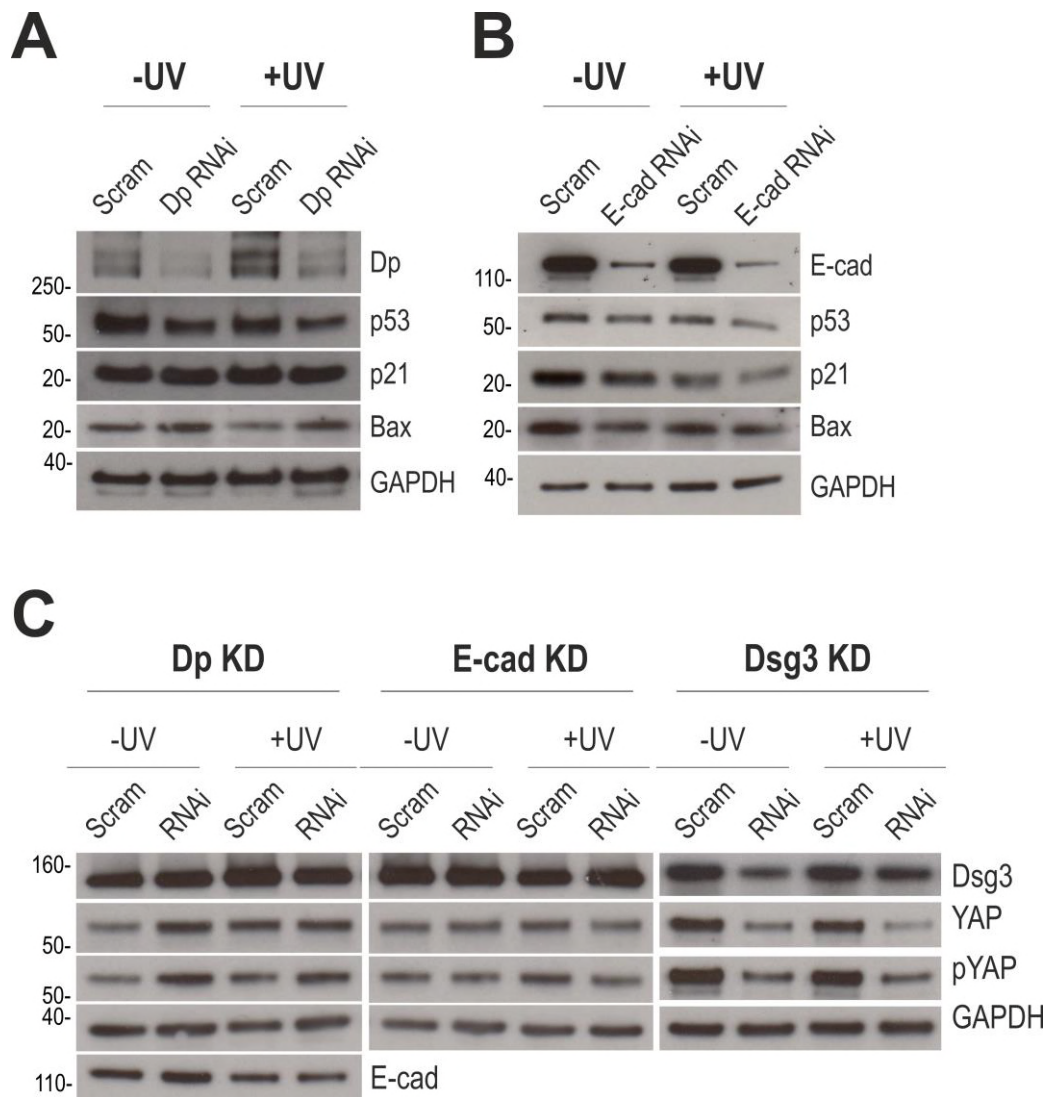 A
-UV +UV
Scram Dp RNAi Scram Dp RNAi
Dp
250-
p53
50-
p21
20-
Bax
20-
40-
GAPDH
B
-UV +UV
Scram E-cad RNAi Scram E-cad RNAi
E-cad
110-
p53
50-
p21
20-
Bax
20-
GAPDH
40-
C
Dp KD E-cad KD Dsg3 KD
-UV +UV -UV +UV -UV +UV
Scram RNAi Scram RNAi Scram RNAi Scram RNAi Scram RNAi Scram RNAi
160-
Dsg3
YAP
50-
pYAP
50-
40-
GAPDH
110-
E-cad